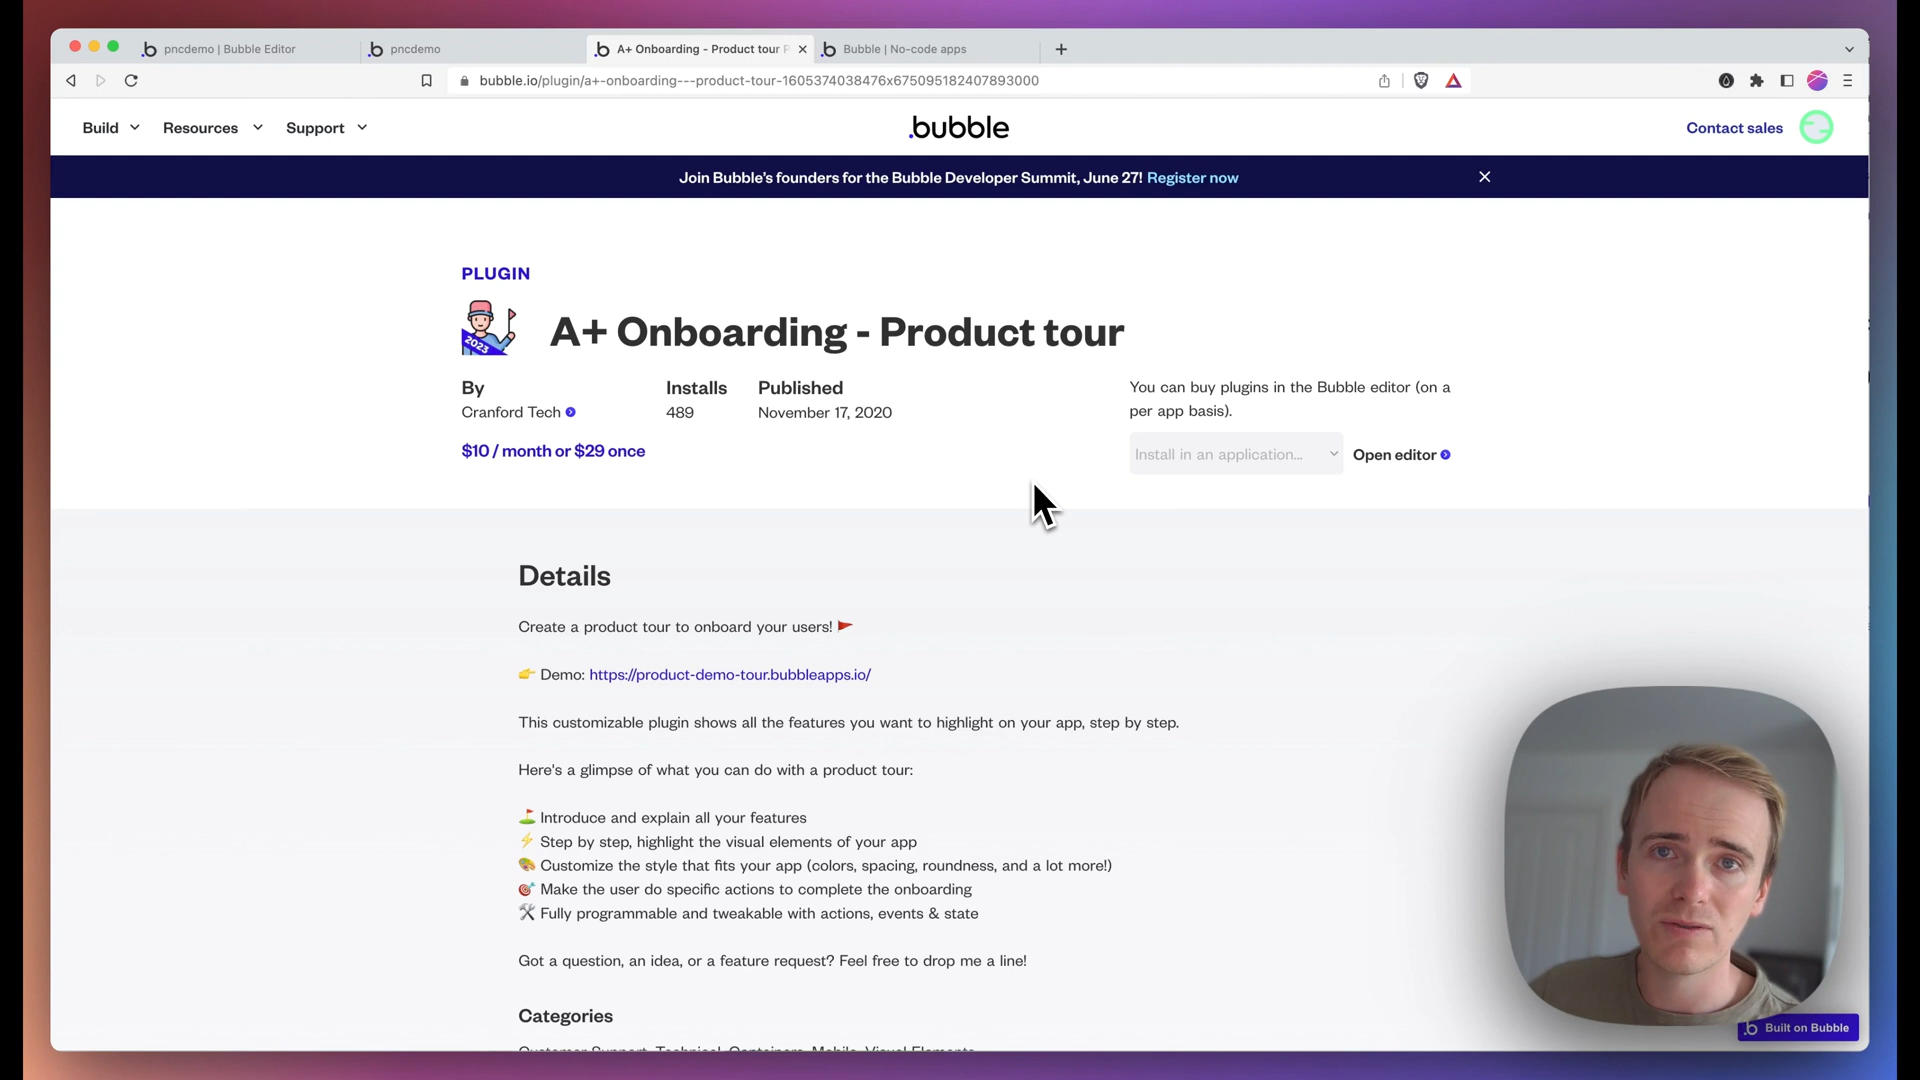 pncdemo | Bubble Editor
pncdemo
A+ Onboarding - Product tour P
Bubble | No-code apps
bubble.io/plugin/a+-onboarding---product-tour-1605374038476x675095182407893000
Build
Resources
Support
.bubble
Contact sales
Join Bubble's founders for the Bubble Developer Summit, June 27! Register now
PLUGIN
2023
A+ Onboarding - Product tour
By
Installs
Published
Cranford Tech
489
November 17, 2020
$10 / month or $29 once
You can buy plugins in the Bubble editor (on a
per app basis).
Install in an application...
Open editor
Details
Create a product tour to onboard your users! 🚩
👉 Demo: https://product-demo-tour.bubbleapps.io/
This customizable plugin shows all the features you want to highlight on your app, step by step.
Here's a glimpse of what you can do with a product tour:
⛳ Introduce and explain all your features
⚡ Step by step, highlight the visual elements of your app
🎨 Customize the style that fits your app (colors, spacing, roundness, and a lot more!)
🎯 Make the user do specific actions to complete the onboarding
🛠 Fully programmable and tweakable with actions, events & state
Got a question, an idea, or a feature request? Feel free to drop me a line!
Categories
Customer Support, Technical, Containers, Mobile, Visual Elements
Built on Bubble